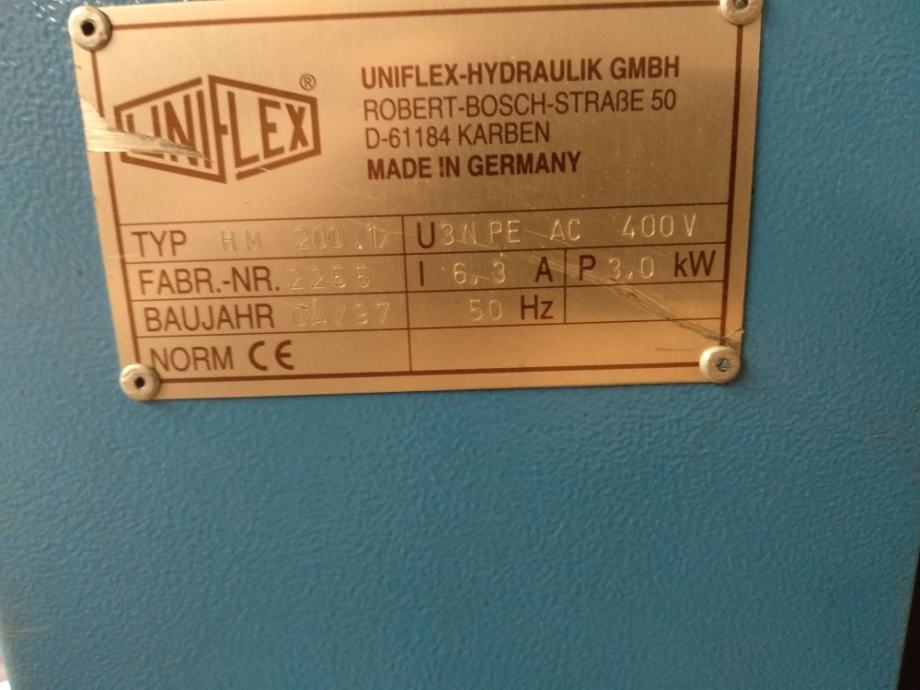 UNIFLEX®
UNIFLEX-HYDRAULIK GMBH
ROBERT-BOSCH-STRAßE 50
D-61184 KARBEN
MADE IN GERMANY
TYP HM 200.1 U 3N PE AC 400V
FABR.-NR. 2255 I 6,3 A P 3,0 kW
BAUJAHR 04/97 50 Hz
NORM CE